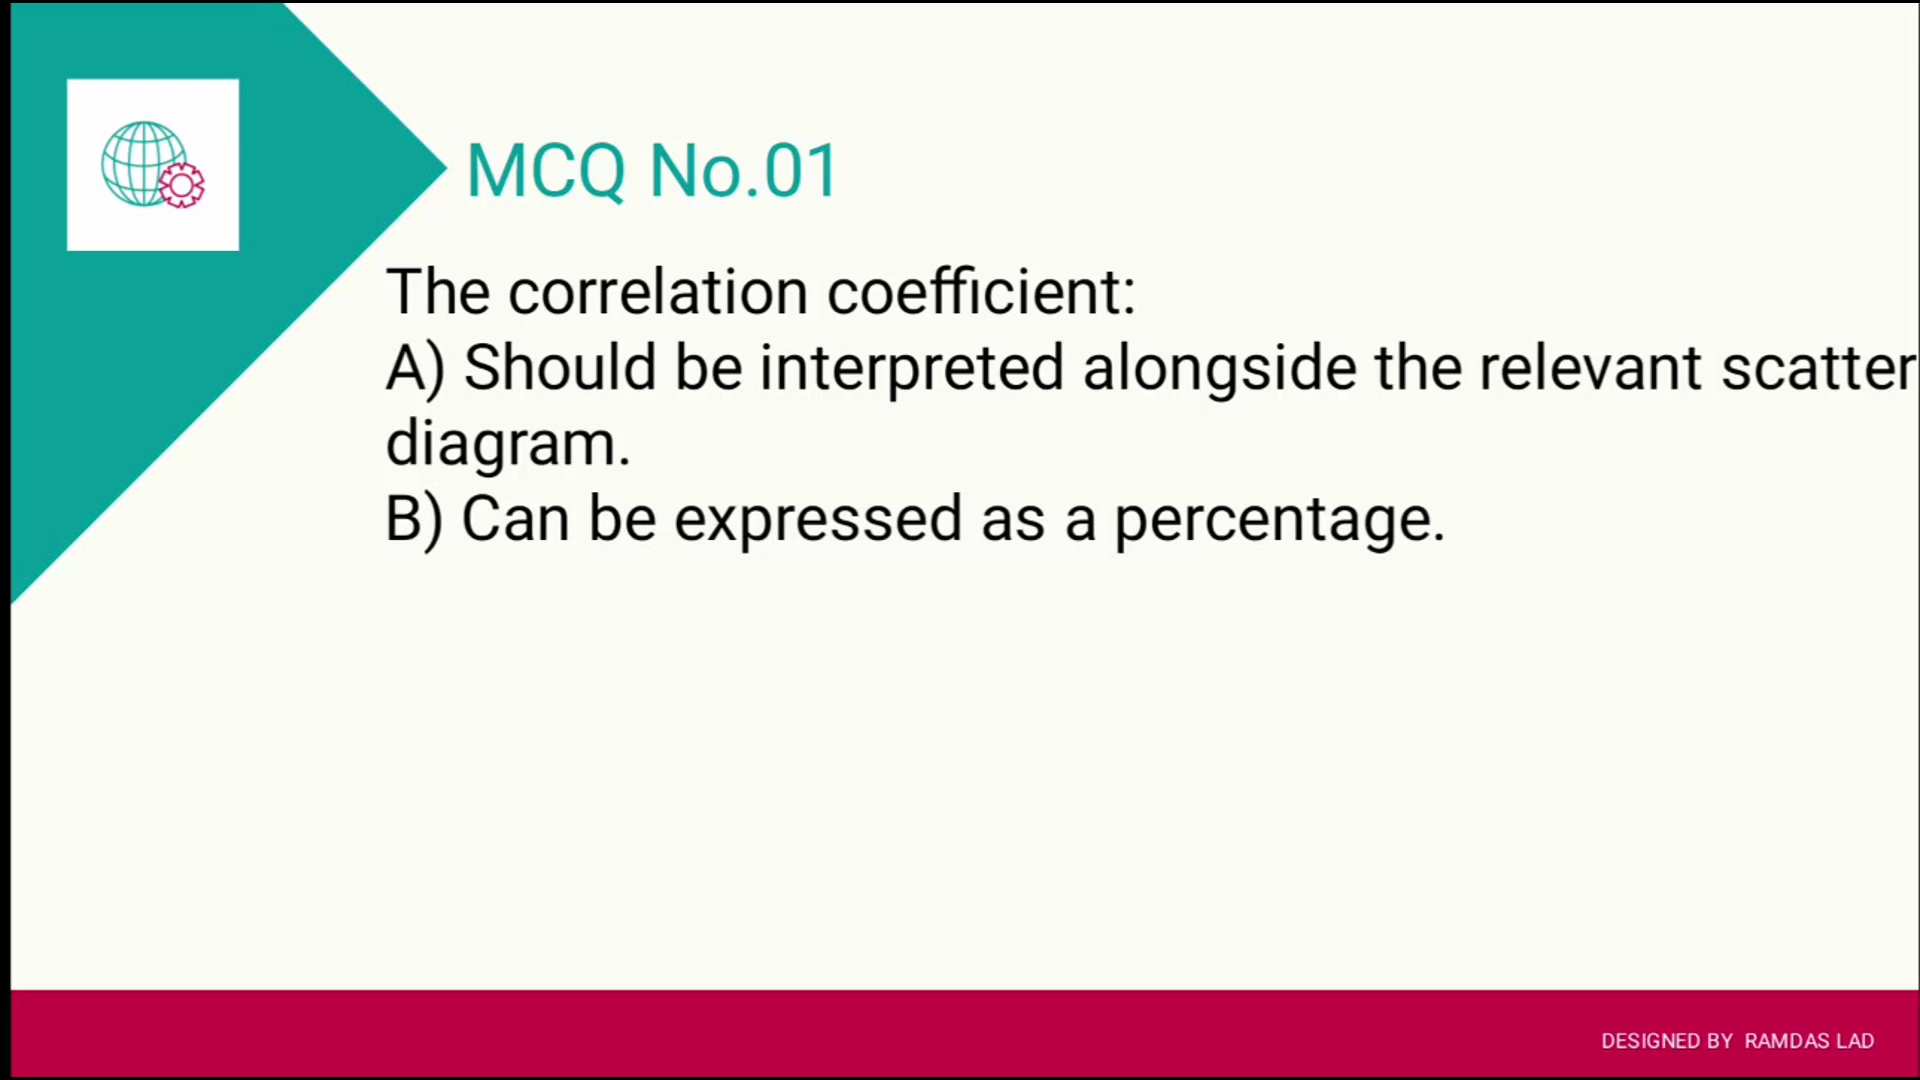 MCQ No.01
The correlation coefficient:
A) Should be interpreted alongside the relevant scatter
diagram.
B) Can be expressed as a percentage.
DESIGNED BY RAMDAS LAD